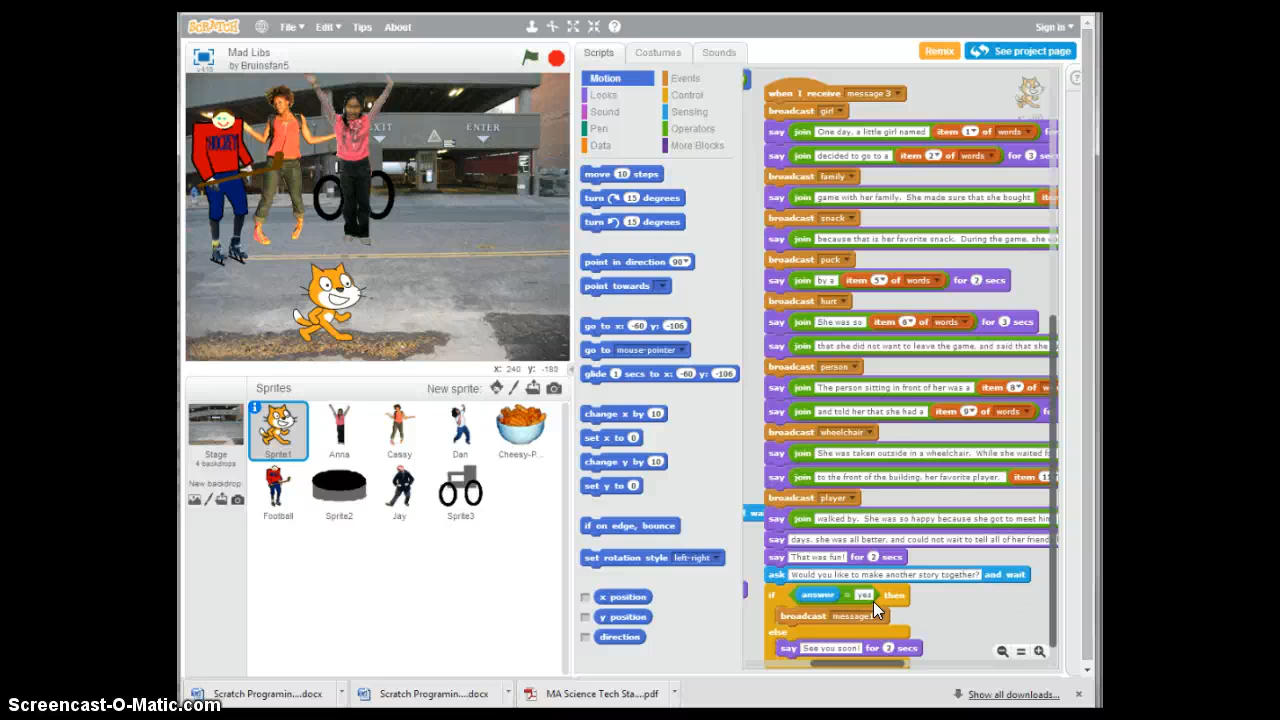 SCRATCH File Edit Tips About Sign in
Mad Libs
by Bruinsfan5
v418
Scripts Costumes Sounds Remix See project page
EXIT ENTER
HOCKEY
x: 240 y: -180
Sprites New sprite:
Stage
4 backdrops
New backdrop:
Sprite1 Anna Cassy Dan Cheesy-P...
Football Sprite2 Jay Sprite3
Motion Events
Looks Control
Sound Sensing
Pen Operators
Data More Blocks
move 10 steps
turn 15 degrees
turn 15 degrees
point in direction 90
point towards
go to x: -60 y: -106
go to mouse-pointer
glide 1 secs to x: -60 y: -106
change x by 10
set x to 0
change y by 10
set y to 0
if on edge, bounce
set rotation style left-right
x position
y position
direction
when I receive message3
broadcast girl
say join One day, a little girl named item 1 of words
say join decided to go to a item 2 of words for 3 sec
broadcast family
say join game with her family. She made sure that she bought
broadcast snack
say join because that is her favorite snack. During the game, she
broadcast puck
say join by a item 5 of words for 2 secs
broadcast hurt
say join She was so item 6 of words for 3 secs
say join that she did not want to leave the game, and said that she
broadcast person
say join The person sitting in front of her was a item 8 of
say join and told her that she had a item 9 of words
broadcast wheelchair
say join She was taken outside in a wheelchair. While she waited
say join to the front of the building, her favorite player, item
broadcast player
say join walked by. She was so happy because she got to meet
say days, she was all better, and could not wait to tell all of her
say That was fun! for 2 secs
ask Would you like to make another story together? and wait
if answer = yes then
broadcast message
else
say See you soon! for 2 secs
Scratch Programing....docx Scratch Programing....docx MA Science Tech Sta....pdf Show all downloads...
Screencast-O-Matic.com